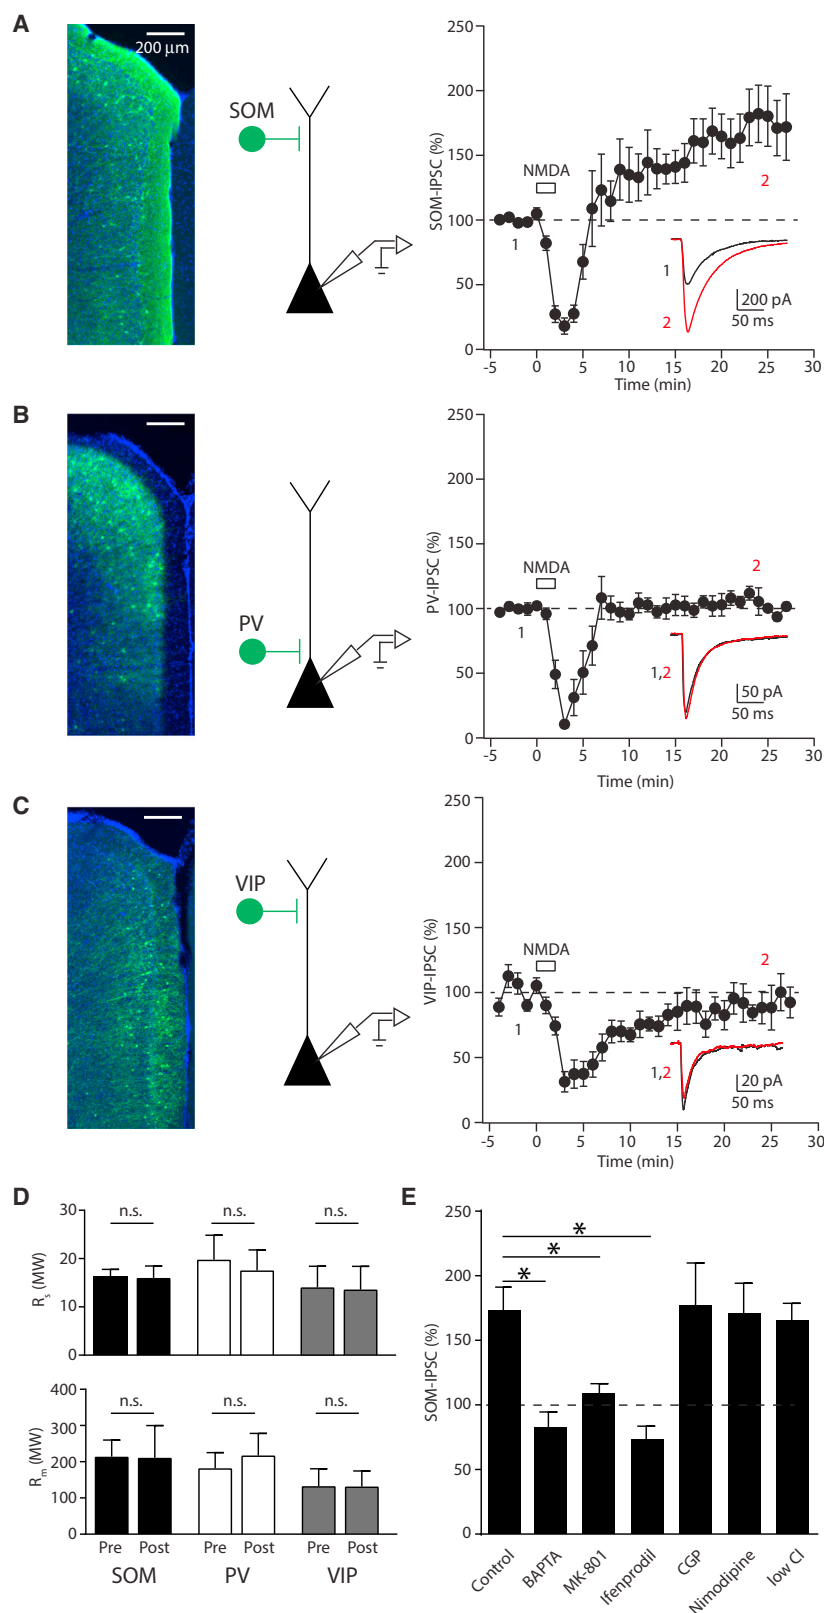 A
200 μm
SOM
SOM-IPSC (%)
250
200
150
100
50
0
NMDA
1
2
1
2
200 pA
50 ms
-5 0 5 10 15 20 25 30
Time (min)
B
PV
PV-IPSC (%)
250
200
150
100
50
0
NMDA
1
2
1,2
50 pA
50 ms
-5 0 5 10 15 20 25 30
Time (min)
C
VIP
VIP-IPSC (%)
250
200
150
100
50
0
NMDA
1
2
1,2
20 pA
50 ms
-5 0 5 10 15 20 25 30
Time (min)
D
Rs (MW)
30
20
10
0
n.s. n.s. n.s.
Rm (MW)
400
300
200
100
0
n.s. n.s. n.s.
Pre Post Pre Post Pre Post
SOM PV VIP
E
SOM-IPSC (%)
250
200
150
100
50
0
*
*
*
Control
BAPTA
MK-801
Ifenprodil
CGP
Nimodipine
low Cl